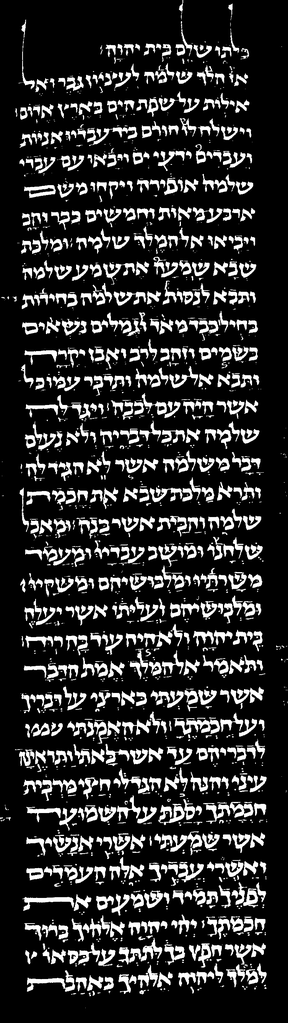 כלתו שלם בית יהוה׃
אז הלך שלמה לעציון גבר ואל
אילות על שפת הים בארץ אדום׃
וישלח לו חורם ביד עבדיו אניות
ועבדים ידעי ים ויבאו עם עבדי
שלמה אופירה ויקחו משם
ארבע מאות וחמשים ככר זהב
ויביאו אל המלך שלמה׃ ומלכת
שבא שמעה את שמע שלמה
ותבא לנסות את שלמה בחידות
בחיל כבד מאד וגמלים נשאים
בשמים וזהב לרב ואבן יקרה
ותבא אל שלמה ותדבר עמו כל
אשר היה עם לבבה׃ ויגד לה
שלמה את כל דבריה ולא נעלם
דבר משלמה אשר לא הגיד לה׃
ותרא מלכת שבא את חכמת
שלמה והבית אשר בנה׃ ומאכל
שלחנו ומושב עבדיו ומעמד
משרתיו ומלבושיהם ומשקיו
ומלבושיהם ועליתו אשר יעלה
בית יהוה ולא היה עוד בה רוח׃
ותאמר אל המלך אמת הדבר
אשר שמעתי בארצי על דבריך
ועל חכמתך׃ ולא האמנתי
לדבריהם עד אשר באתי ותראינה
עיני והנה לא הגד לי חצי מרבית
חכמתך יספת על השמועה
אשר שמעתי׃ אשרי אנשיך
ואשרי עבדיך אלה העמדים
לפניך תמיד ושמעים את
חכמתך׃ יהי יהוה אלהיך ברוך
אשר חפץ בך לתתך על כסאו
למלך ליהוה אלהיך באהבת